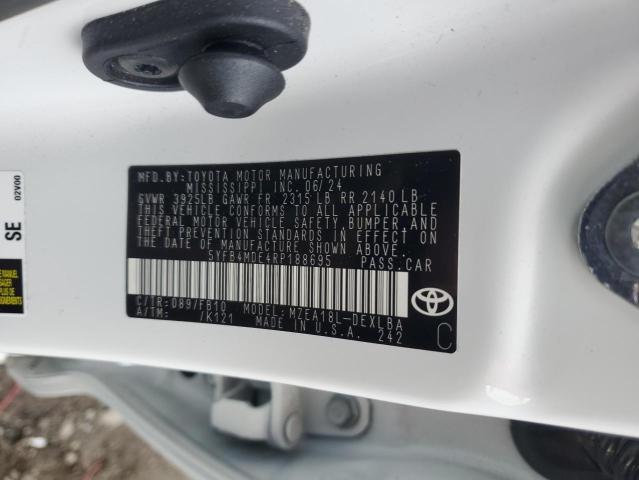 MFD.BY:TOYOTA MOTOR MANUFACTURING
MISSISSIPPI INC. 06/24
GVWR 3925LB GAWR FR 2315 LB RR 2140 LB
THIS VEHICLE CONFORMS TO ALL APPLICABLE
FEDERAL MOTOR VEHICLE SAFETY, BUMPER, AND
THEFT PREVENTION STANDARDS IN EFFECT ON
THE DATE OF MANUFACTURE SHOWN ABOVE.
5YFB4MDE4RP188695 PASS.CAR
C/TR: 089/FB10 MODEL: MZEA18L-DEXLBA
A/TM: /K121 MADE IN U.S.A. 242
C
SE
02V00